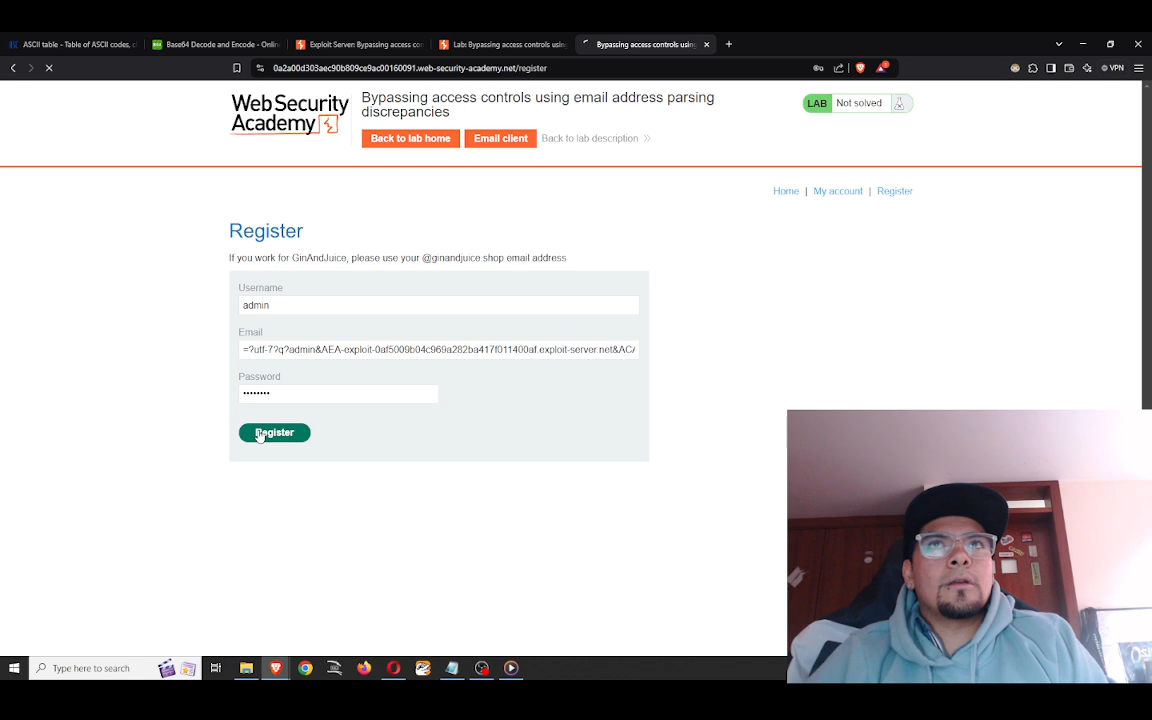 ASCII table - Table of ASCII codes, c
Base64 Decode and Encode - Onlin
Exploit Server: Bypassing access con
Lab: Bypassing access controls usin
Bypassing access controls using
0a2a00d303aec90b809ce9ac00160091.web-security-academy.net/register
VPN
WebSecurity
Academy
Bypassing access controls using email address parsing
discrepancies
LAB Not solved
Back to lab home Email client Back to lab description
Home | My account | Register
Register
If you work for GinAndJuice, please use your @ginandjuice.shop email address
Username
admin
Email
=?utf-7?q?admin&AEA-exploit-0af5009b04c969a282ba417f011400af.exploit-server.net&ACA
Password
••••••••
Register
Type here to search